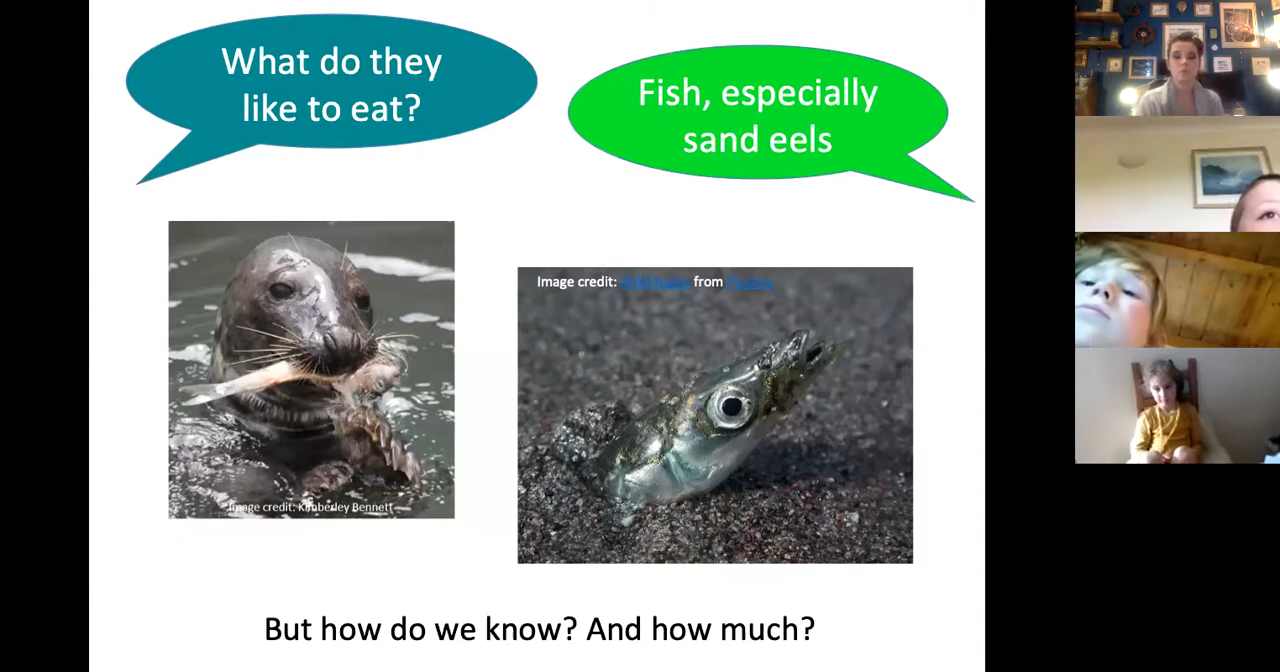 What do they
like to eat?
Fish, especially
sand eels
Image credit: from
Image credit: Kimberley Bennett
But how do we know? And how much?